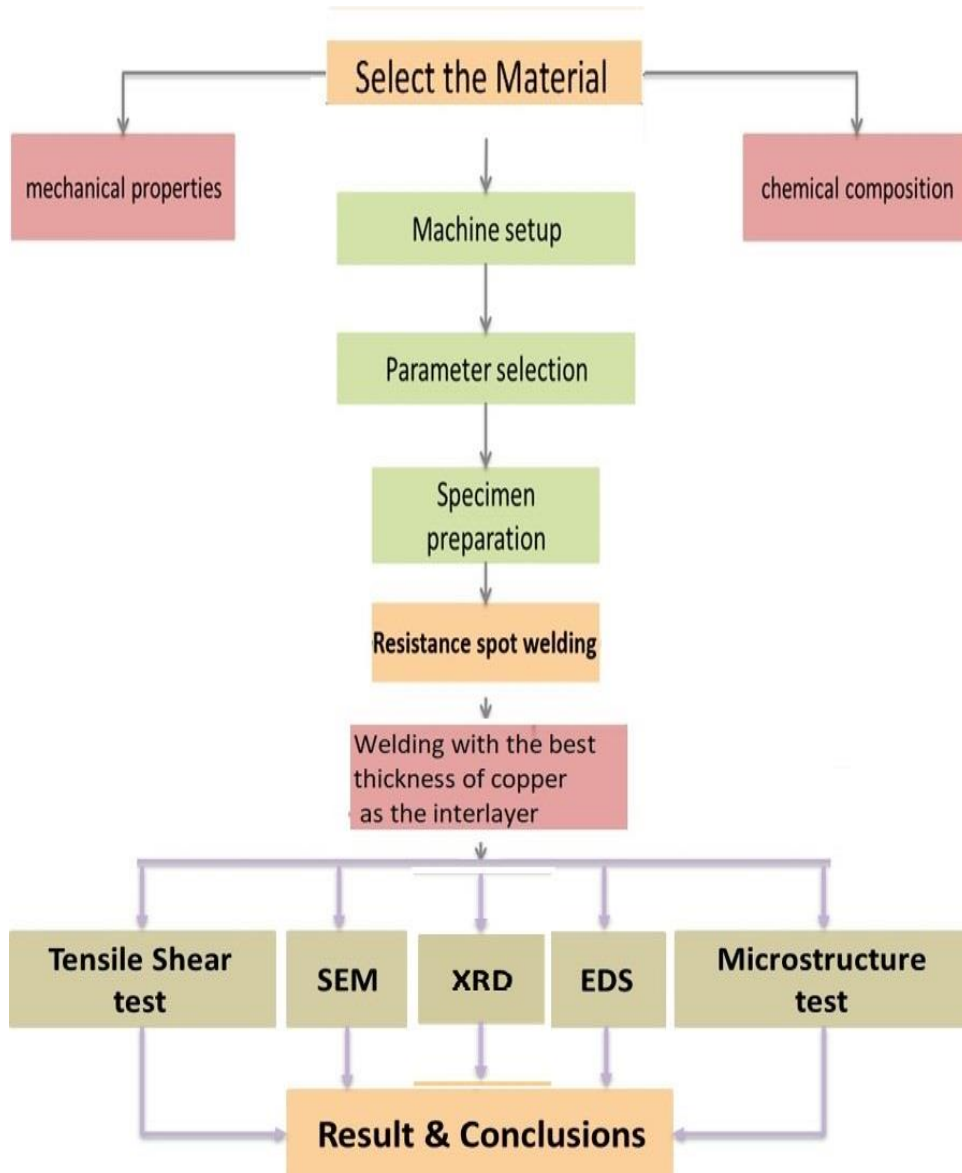 Select the Material
mechanical properties
chemical composition
Machine setup
Parameter selection
Specimen
preparation
Resistance spot welding
Welding with the best
thickness of copper
as the interlayer
Tensile Shear
test
SEM
XRD
EDS
Microstructure
test
Result & Conclusions